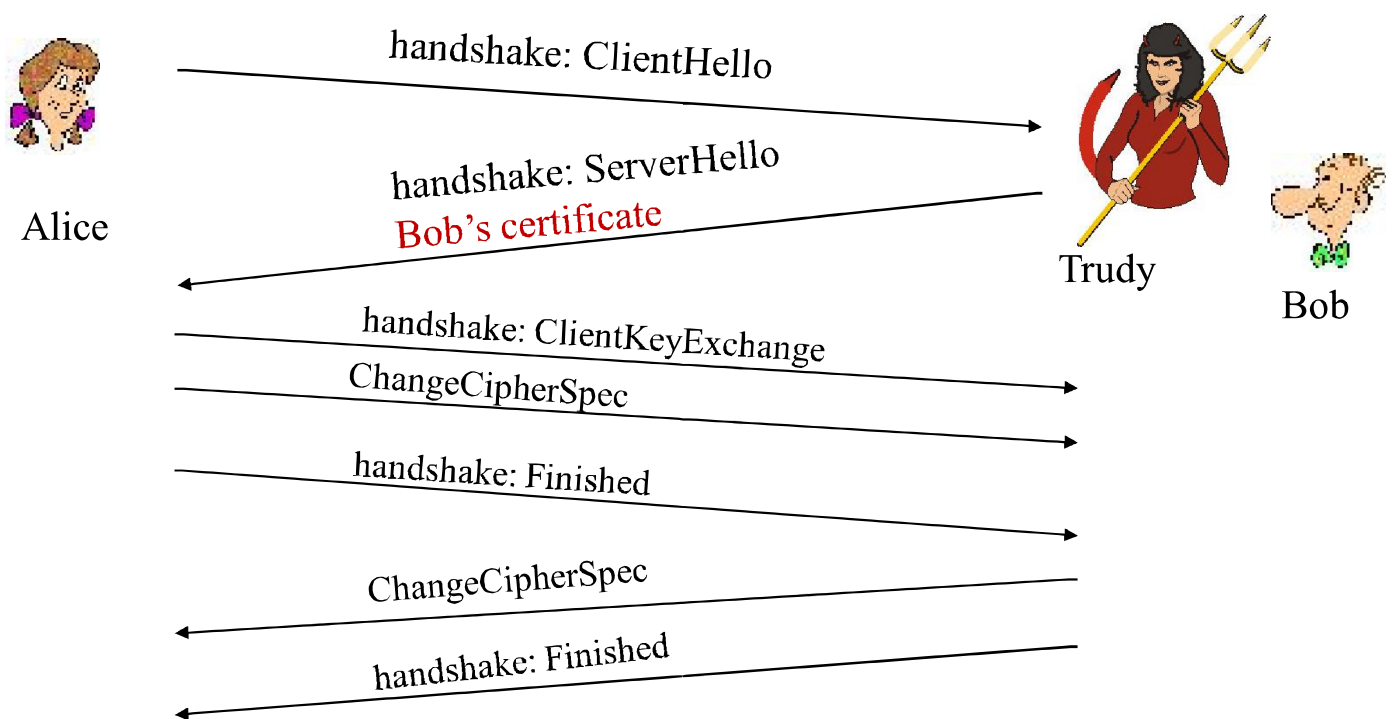 handshake: ClientHello
handshake: ServerHello
Bob’s certificate
Alice
Trudy
Bob
handshake: ClientKeyExchange
ChangeCipherSpec
handshake: Finished
ChangeCipherSpec
handshake: Finished